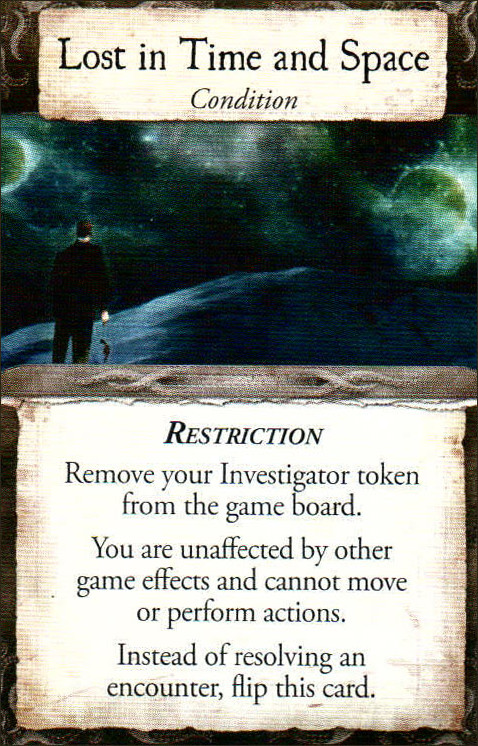 Lost in Time and Space
Condition
Restriction
Remove your Investigator token
from the game board.
You are unaffected by other
game effects and cannot move
or perform actions.
Instead of resolving an
encounter, flip this card.